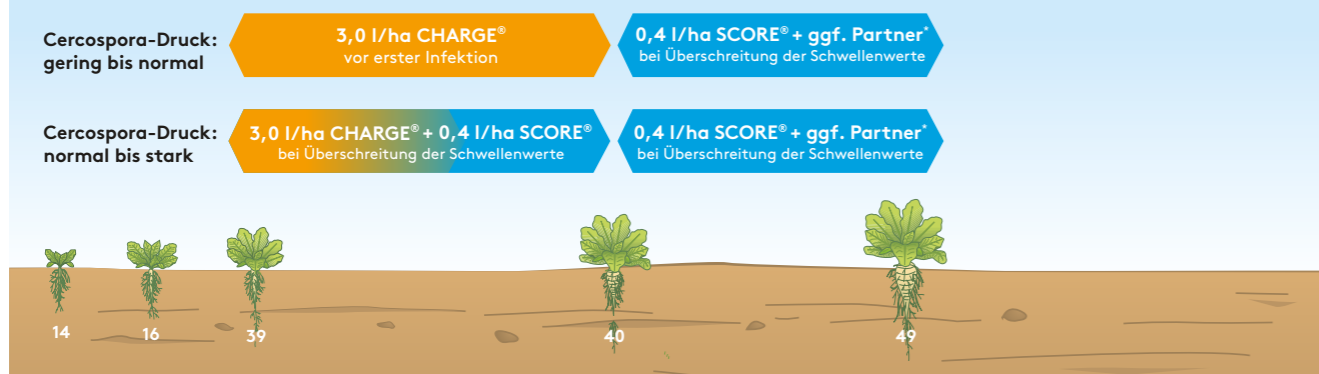 Cercospora-Druck:
gering bis normal
3,0 l/ha CHARGE®
vor erster Infektion
0,4 l/ha SCORE® + ggf. Partner*
bei Überschreitung der Schwellenwerte
Cercospora-Druck:
normal bis stark
3,0 l/ha CHARGE® + 0,4 l/ha SCORE®
bei Überschreitung der Schwellenwerte
0,4 l/ha SCORE® + ggf. Partner*
bei Überschreitung der Schwellenwerte
14 16 39 40 49